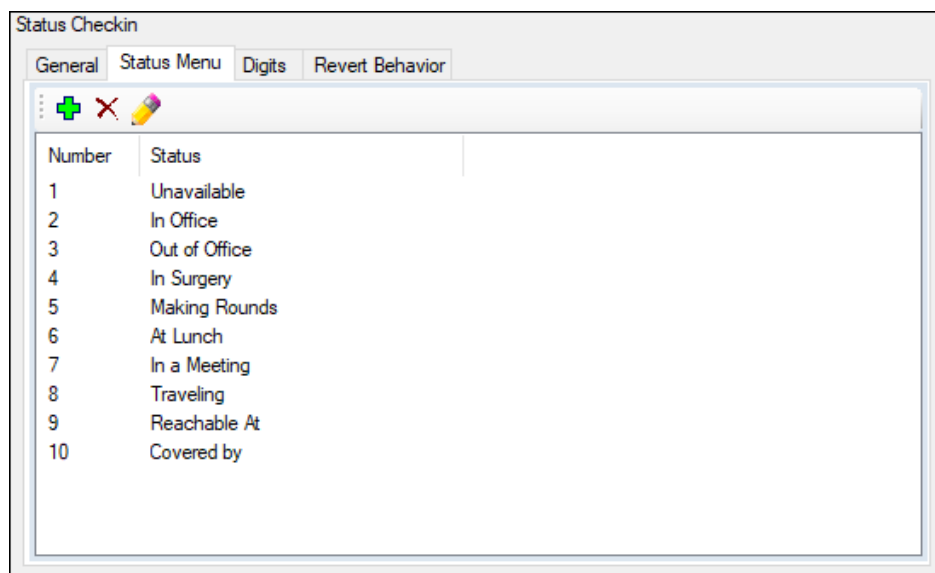 Status Checkin
General Status Menu Digits Revert Behavior
Number Status
1 Unavailable
2 In Office
3 Out of Office
4 In Surgery
5 Making Rounds
6 At Lunch
7 In a Meeting
8 Traveling
9 Reachable At
10 Covered by